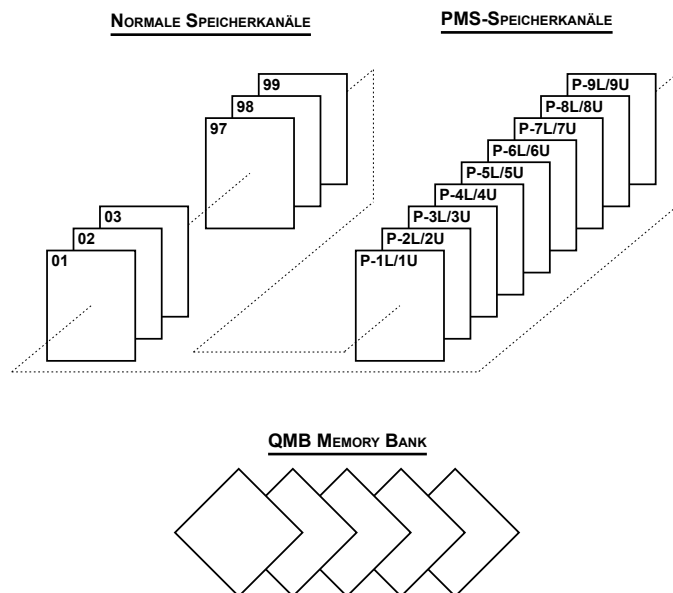 NORMALE SPEICHERKANÄLE
PMS-SPEICHERKANÄLE
99
98
97
03
02
01
P-9L/9U
P-8L/8U
P-7L/7U
P-6L/6U
P-5L/5U
P-4L/4U
P-3L/3U
P-2L/2U
P-1L/1U
QMB MEMORY BANK